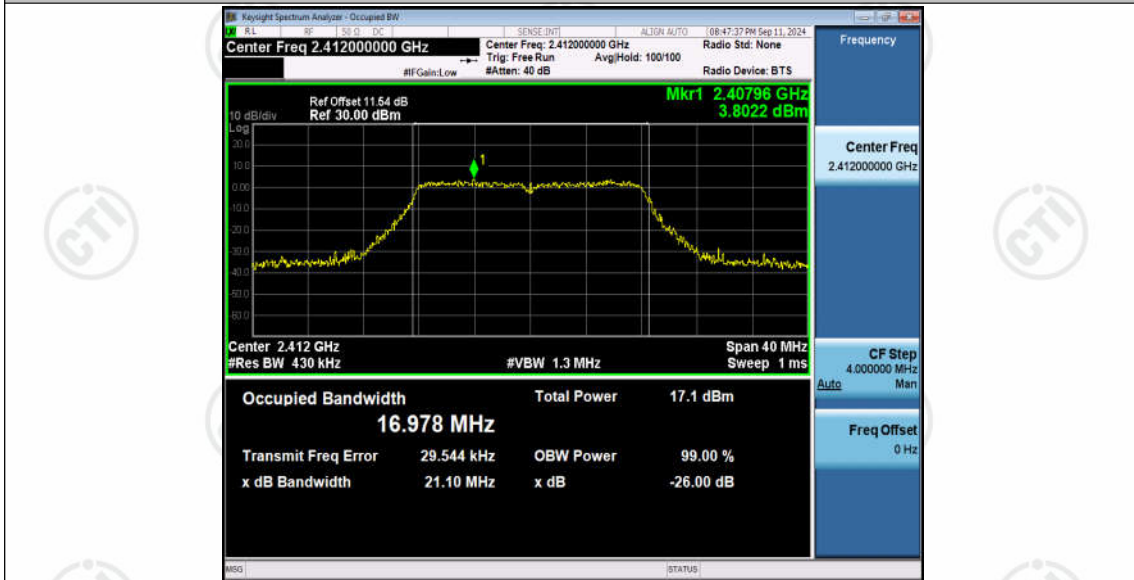 Keysight Spectrum Analyzer - Occupied BW
RL RF 50 Ω DC SENSE:INT ALIGN AUTO 08:47:37 PM Sep 11, 2024
Center Freq 2.412000000 GHz
Center Freq: 2.412000000 GHz
Radio Std: None
Trig: Free Run Avg|Hold: 100/100
#IFGain:Low
#Atten: 40 dB
Radio Device: BTS
Frequency
Mkr1 2.40796 GHz
3.8022 dBm
Ref Offset 11.54 dB
10 dB/div Ref 30.00 dBm
Log
20.0
10.0
0.00
-10.0
-20.0
-30.0
-40.0
-50.0
-60.0
1
Center Freq
2.412000000 GHz
Center 2.412 GHz
Span 40 MHz
#Res BW 430 kHz
#VBW 1.3 MHz
Sweep 1 ms
CF Step
4.000000 MHz
Auto Man
Freq Offset
0 Hz
Occupied Bandwidth
16.978 MHz
Total Power 17.1 dBm
Transmit Freq Error 29.544 kHz
OBW Power 99.00 %
x dB Bandwidth 21.10 MHz
x dB -26.00 dB
MSG
STATUS
CTI
CTI